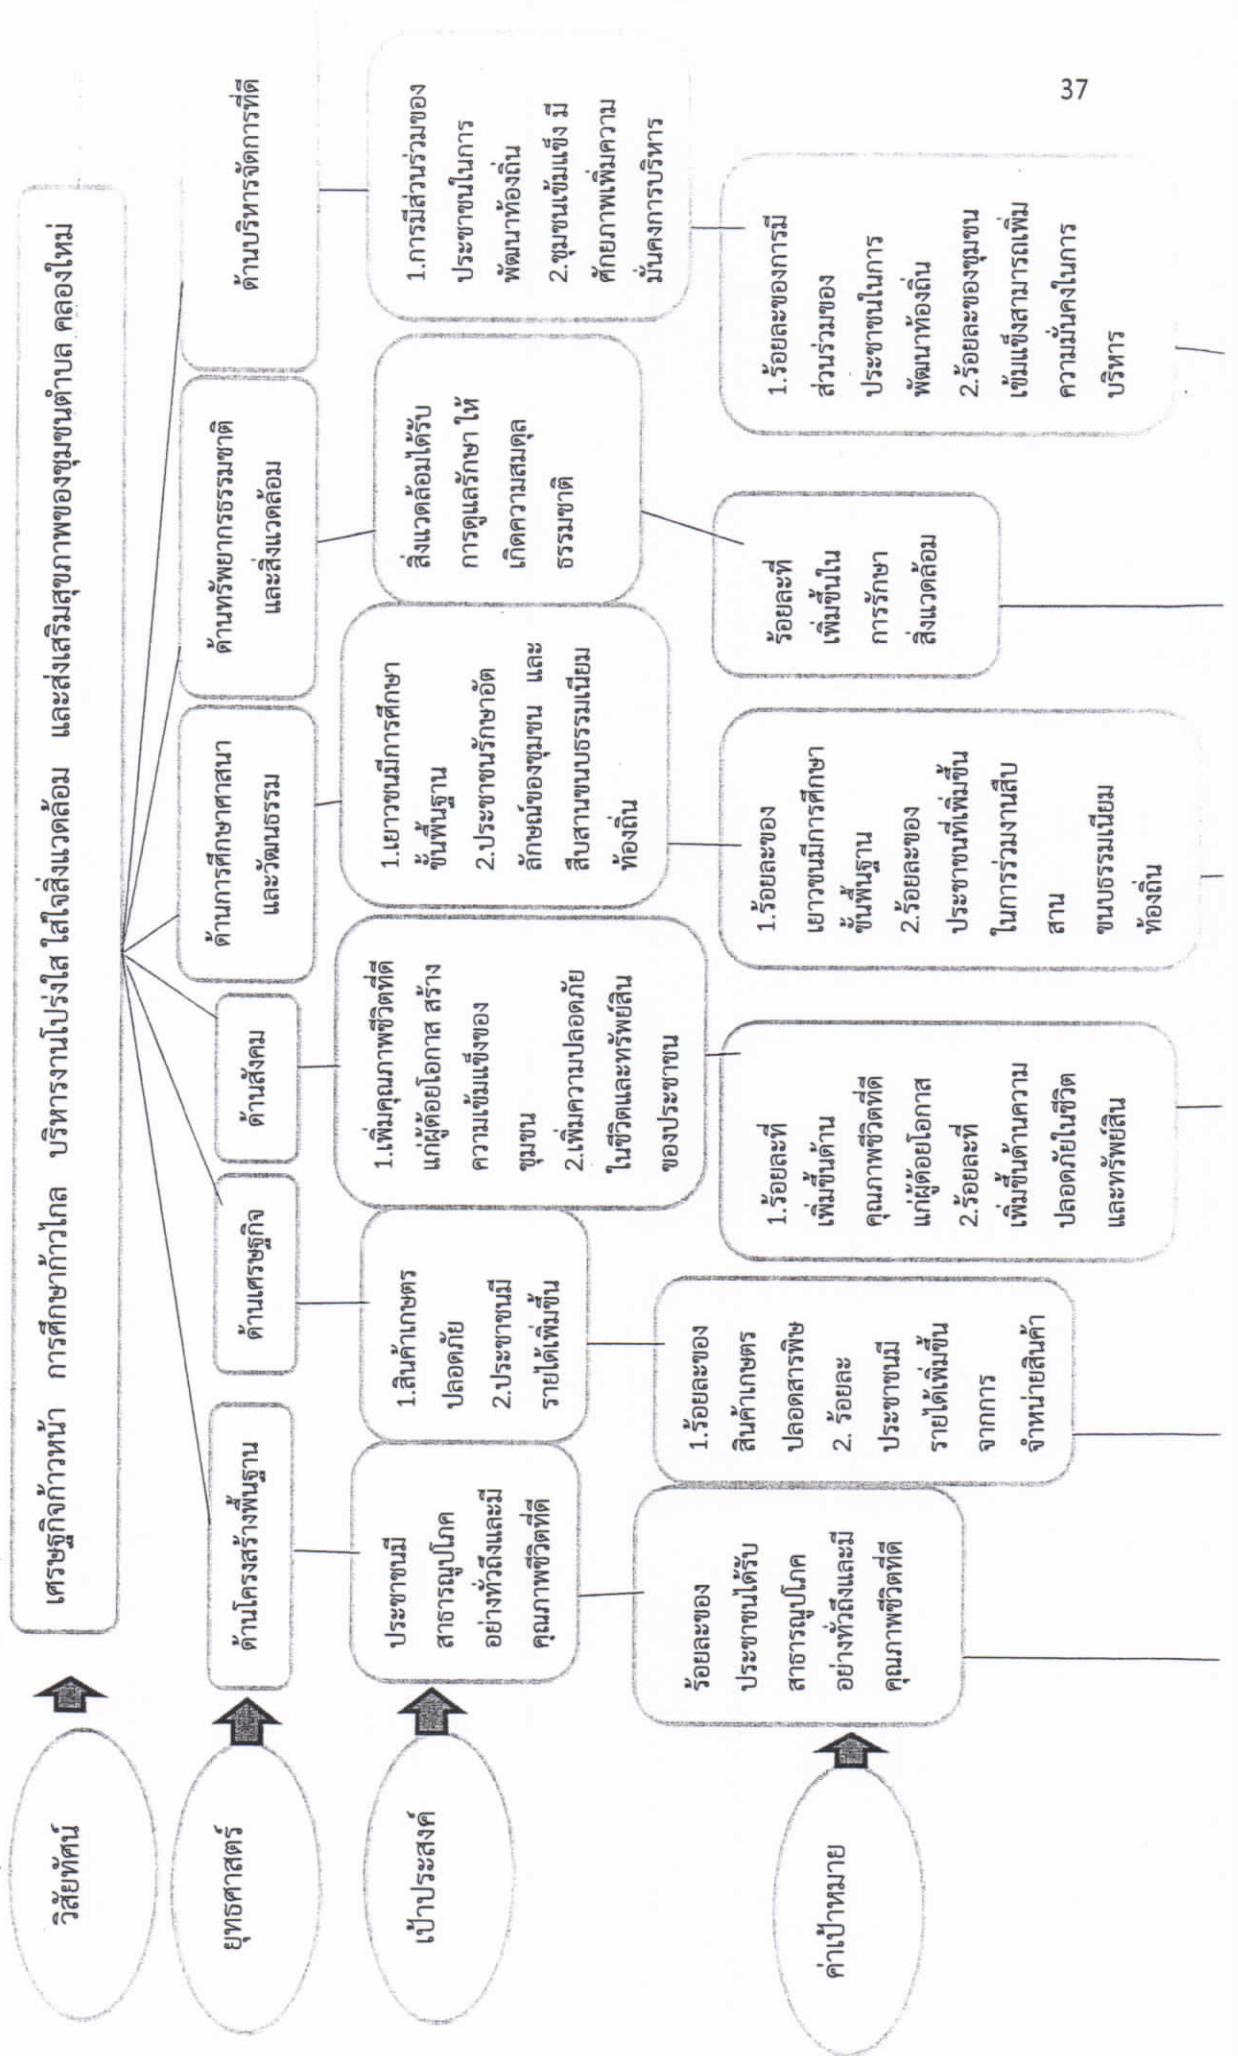 37
วิสัยทัศน์
เศรษฐกิจก้าวหน้า การศึกษาก้าวไกล บริหารงานโปร่งใส ใส่ใจสิ่งแวดล้อม และส่งเสริมสุขภาพของชุมชนตำบล คลองใหม่
ยุทธศาสตร์
ด้านโครงสร้างพื้นฐาน
ด้านเศรษฐกิจ
ด้านสังคม
ด้านการศึกษาศาสนา
และวัฒนธรรม
ด้านทรัพยากรธรรมชาติ
และสิ่งแวดล้อม
ด้านบริหารจัดการที่ดี
เป้าประสงค์
ประชาชนมี
สาธารณูปโภค
อย่างทั่วถึงและมี
คุณภาพชีวิตที่ดี
1.สินค้าเกษตร
ปลอดภัย
2.ประชาชนมี
รายได้เพิ่มขึ้น
1.เพิ่มคุณภาพชีวิตที่ดี
แก่ผู้ด้อยโอกาส สร้าง
ความเข้มแข็งของ
ชุมชน
2.เพิ่มความปลอดภัย
ในชีวิตและทรัพย์สิน
ของประชาชน
1.เยาวชนมีการศึกษา
ขั้นพื้นฐาน
2.ประชาชนรักษาอัต
ลักษณ์ของชุมชน และ
สืบสานขนบธรรมเนียม
ท้องถิ่น
สิ่งแวดล้อมได้รับ
การดูแลรักษา ให้
เกิดความสมดุล
ธรรมชาติ
1.การมีส่วนร่วมของ
ประชาชนในการ
พัฒนาท้องถิ่น
2.ชุมชนเข้มแข็ง มี
ศักยภาพเพิ่มความ
มั่นคงการบริหาร
ค่าเป้าหมาย
ร้อยละของ
ประชาชนได้รับ
สาธารณูปโภค
อย่างทั่วถึงและมี
คุณภาพชีวิตที่ดี
1.ร้อยละของ
สินค้าเกษตร
ปลอดสารพิษ
2. ร้อยละ
ประชาชนมี
รายได้เพิ่มขึ้น
จากการ
จำหน่ายสินค้า
1.ร้อยละที่
เพิ่มขึ้นด้าน
คุณภาพชีวิตที่ดี
แก่ผู้ด้อยโอกาส
2.ร้อยละที่
เพิ่มขึ้นด้านความ
ปลอดภัยในชีวิต
และทรัพย์สิน
1.ร้อยละของ
เยาวชนมีการศึกษา
ขั้นพื้นฐาน
2.ร้อยละของ
ประชาชนที่เพิ่มขึ้น
ในการร่วมงานสืบ
สาน
ขนบธรรมเนียม
ท้องถิ่น
ร้อยละที่
เพิ่มขึ้นใน
การรักษา
สิ่งแวดล้อม
1.ร้อยละของการมี
ส่วนร่วมของ
ประชาชนในการ
พัฒนาท้องถิ่น
2.ร้อยละของชุมชน
เข้มแข็งสามารถเพิ่ม
ความมั่นคงในการ
บริหาร